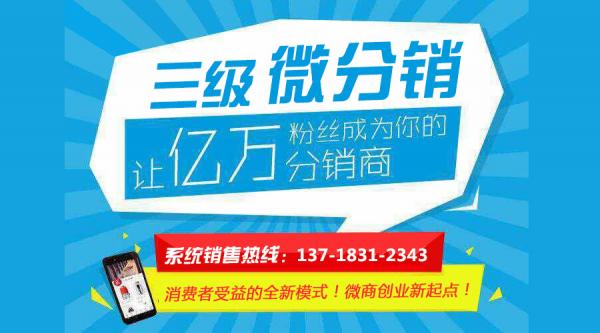 三级微分销
让亿万粉丝成为你的分销商
系统销售热线：137-1831-2343
消费者受益的全新模式！微商创业新起点！